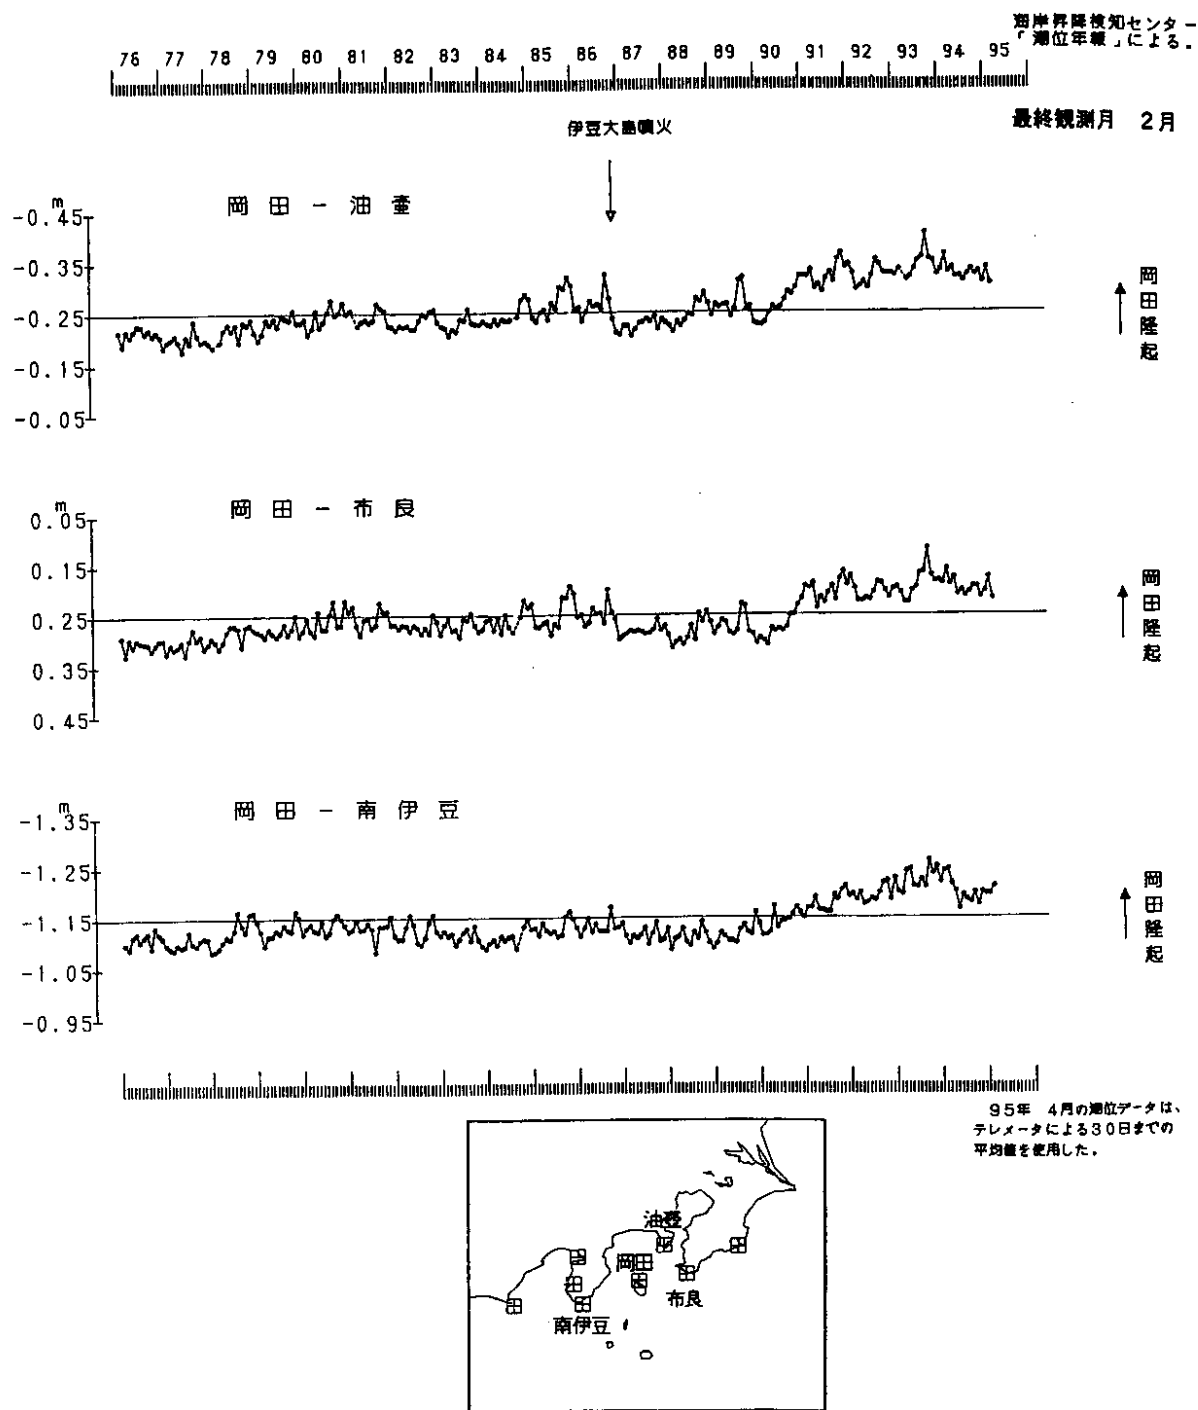 海岸昇降検知センター
「潮位年報」による.
76 77 78 79 80 81 82 83 84 85 86 87 88 89 90 91 92 93 94 95
最終観測月 2月
伊豆大島噴火
m
岡田-油壷
-0.45
-0.35
-0.25
-0.15
-0.05
岡田隆起
m
岡田-布良
0.05
0.15
0.25
0.35
0.45
岡田隆起
m
岡田-南伊豆
-1.35
-1.25
-1.15
-1.05
-0.95
岡田隆起
95年 4月の潮位データは、
テレメータによる30日までの
平均値を使用した.
油壺
岡田
布良
南伊豆